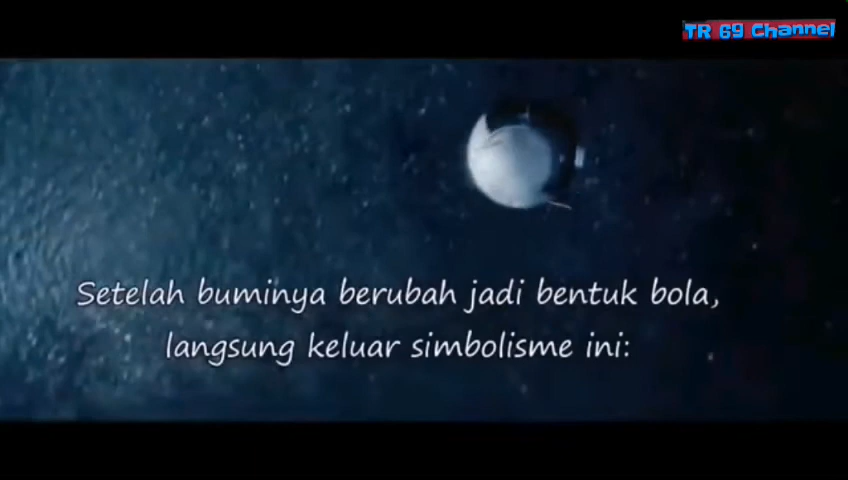 TR 69 Channel
Setelah buminya berubah jadi bentuk bola,
langsung keluar simbolisme ini: